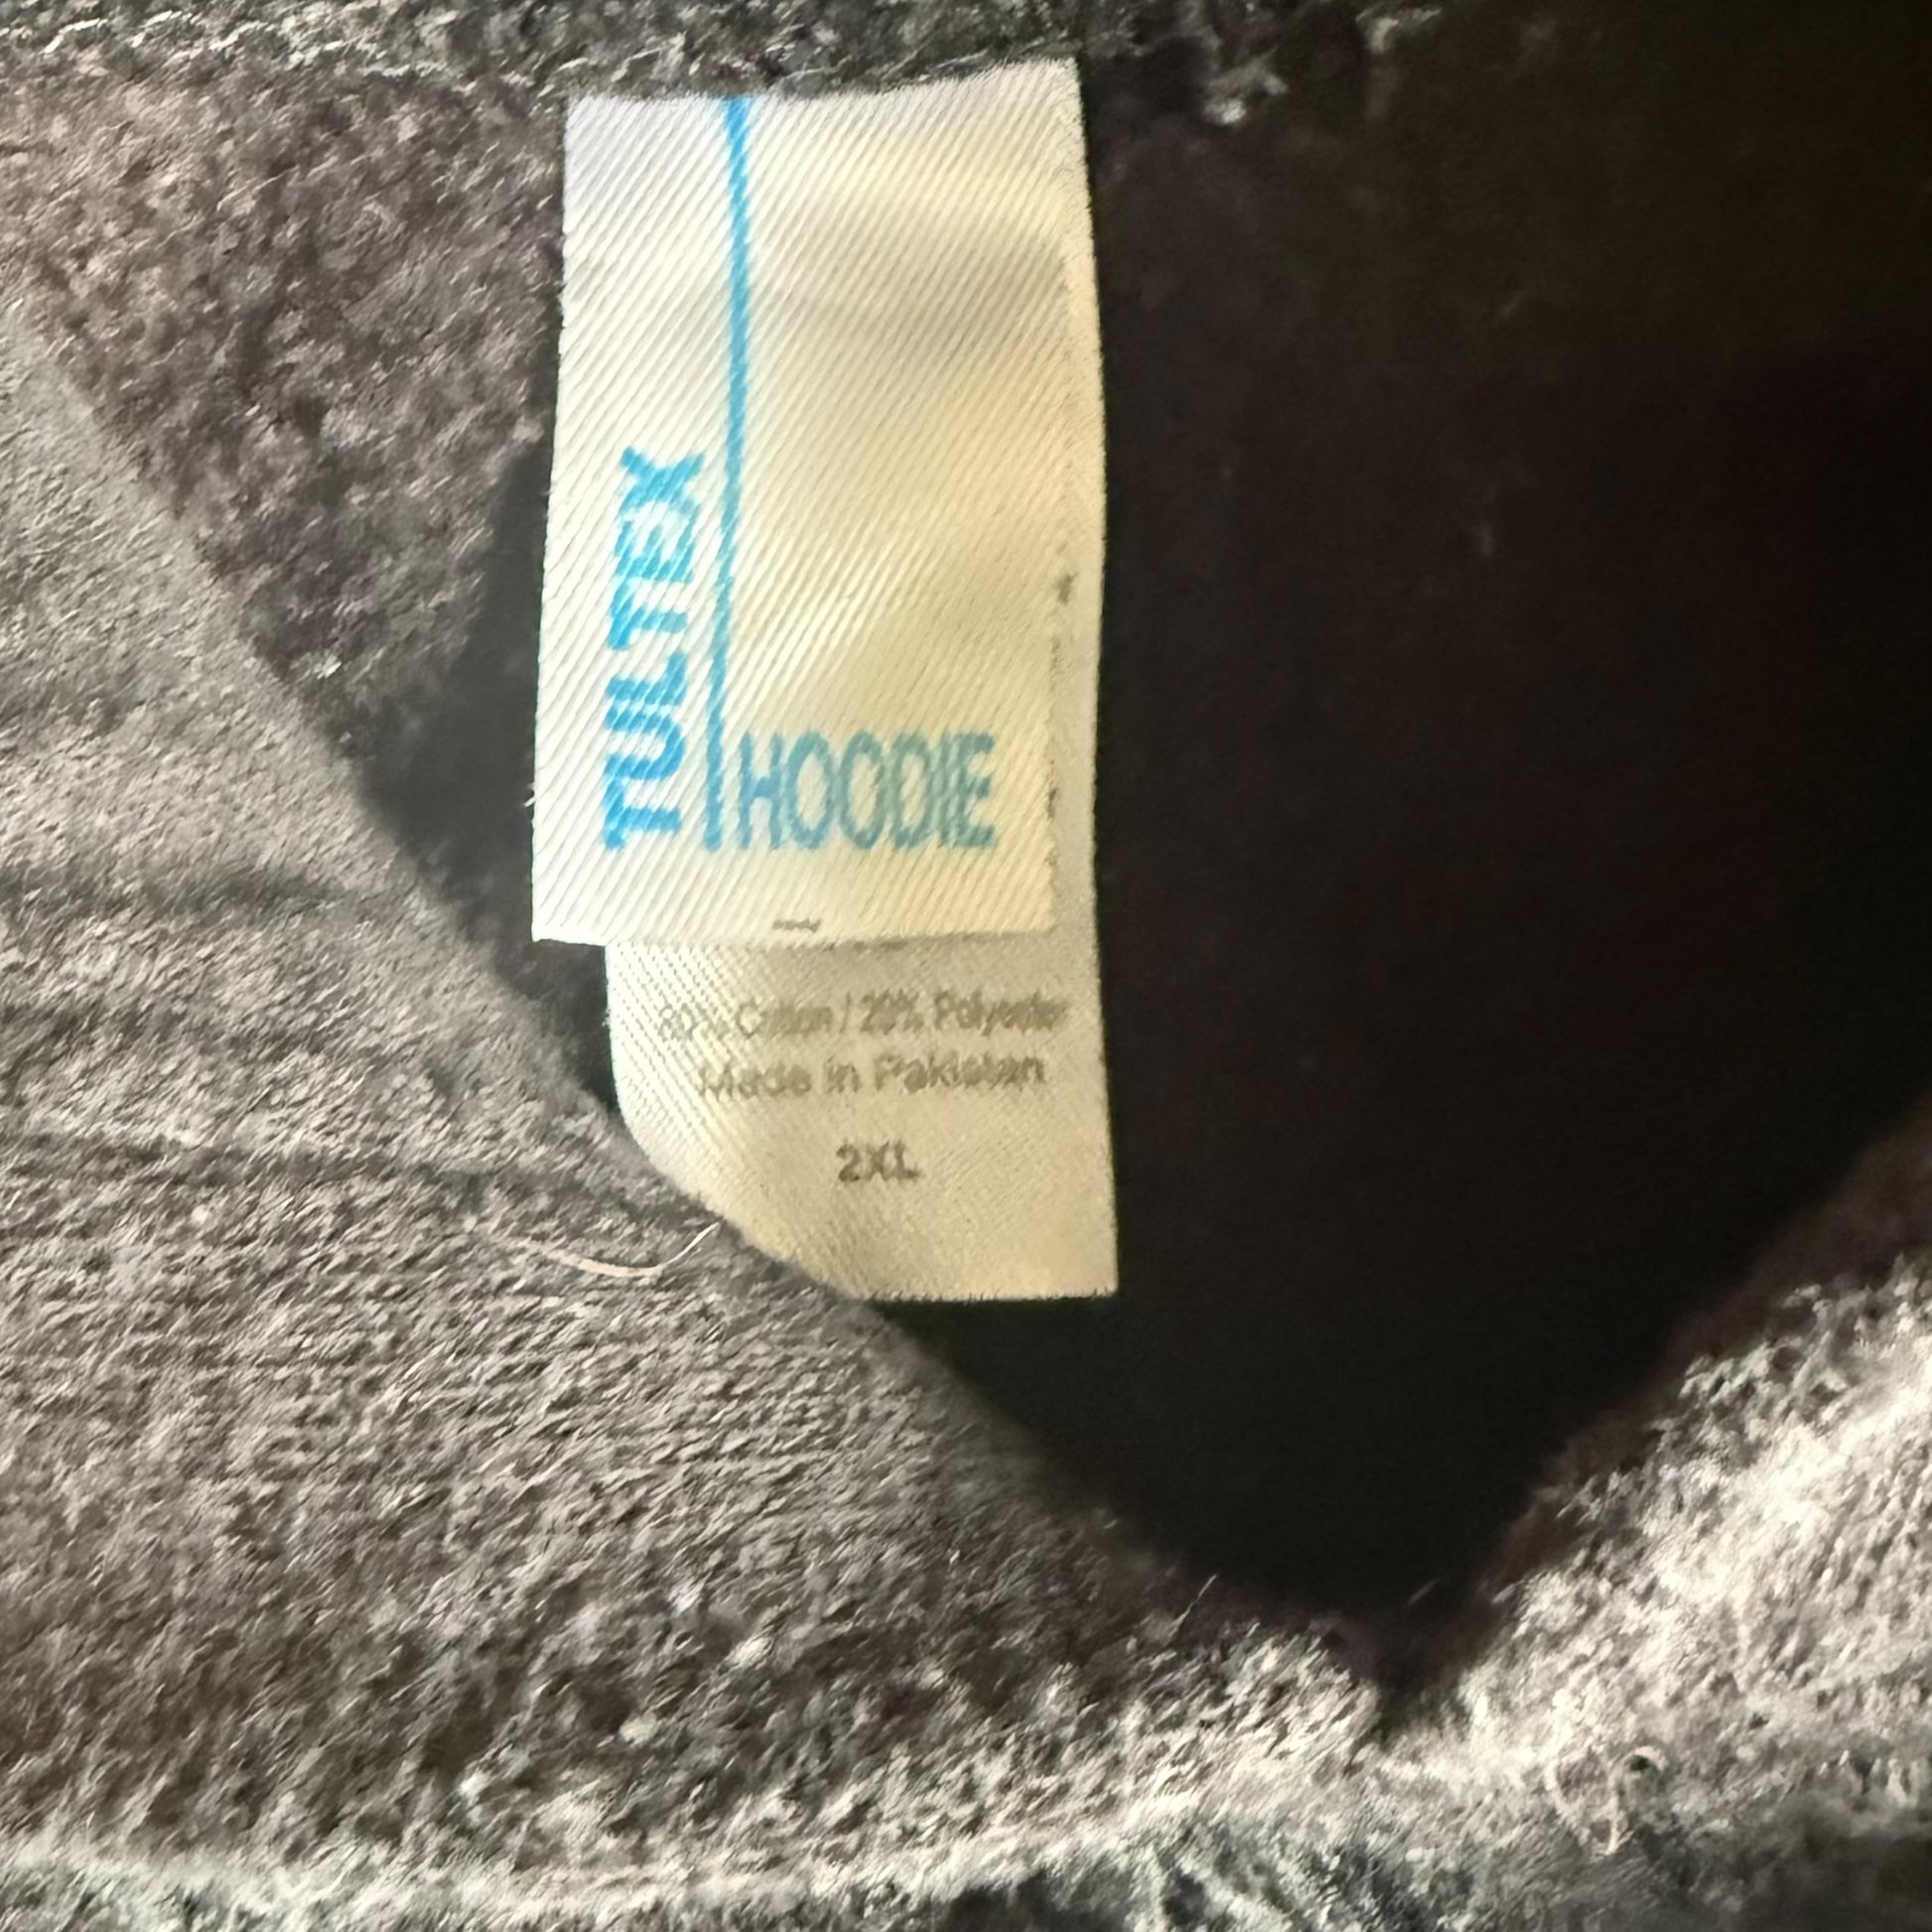 TULTEX
HOODIE
80% Cotton / 20% Polyester
Made in Pakistan
2XL